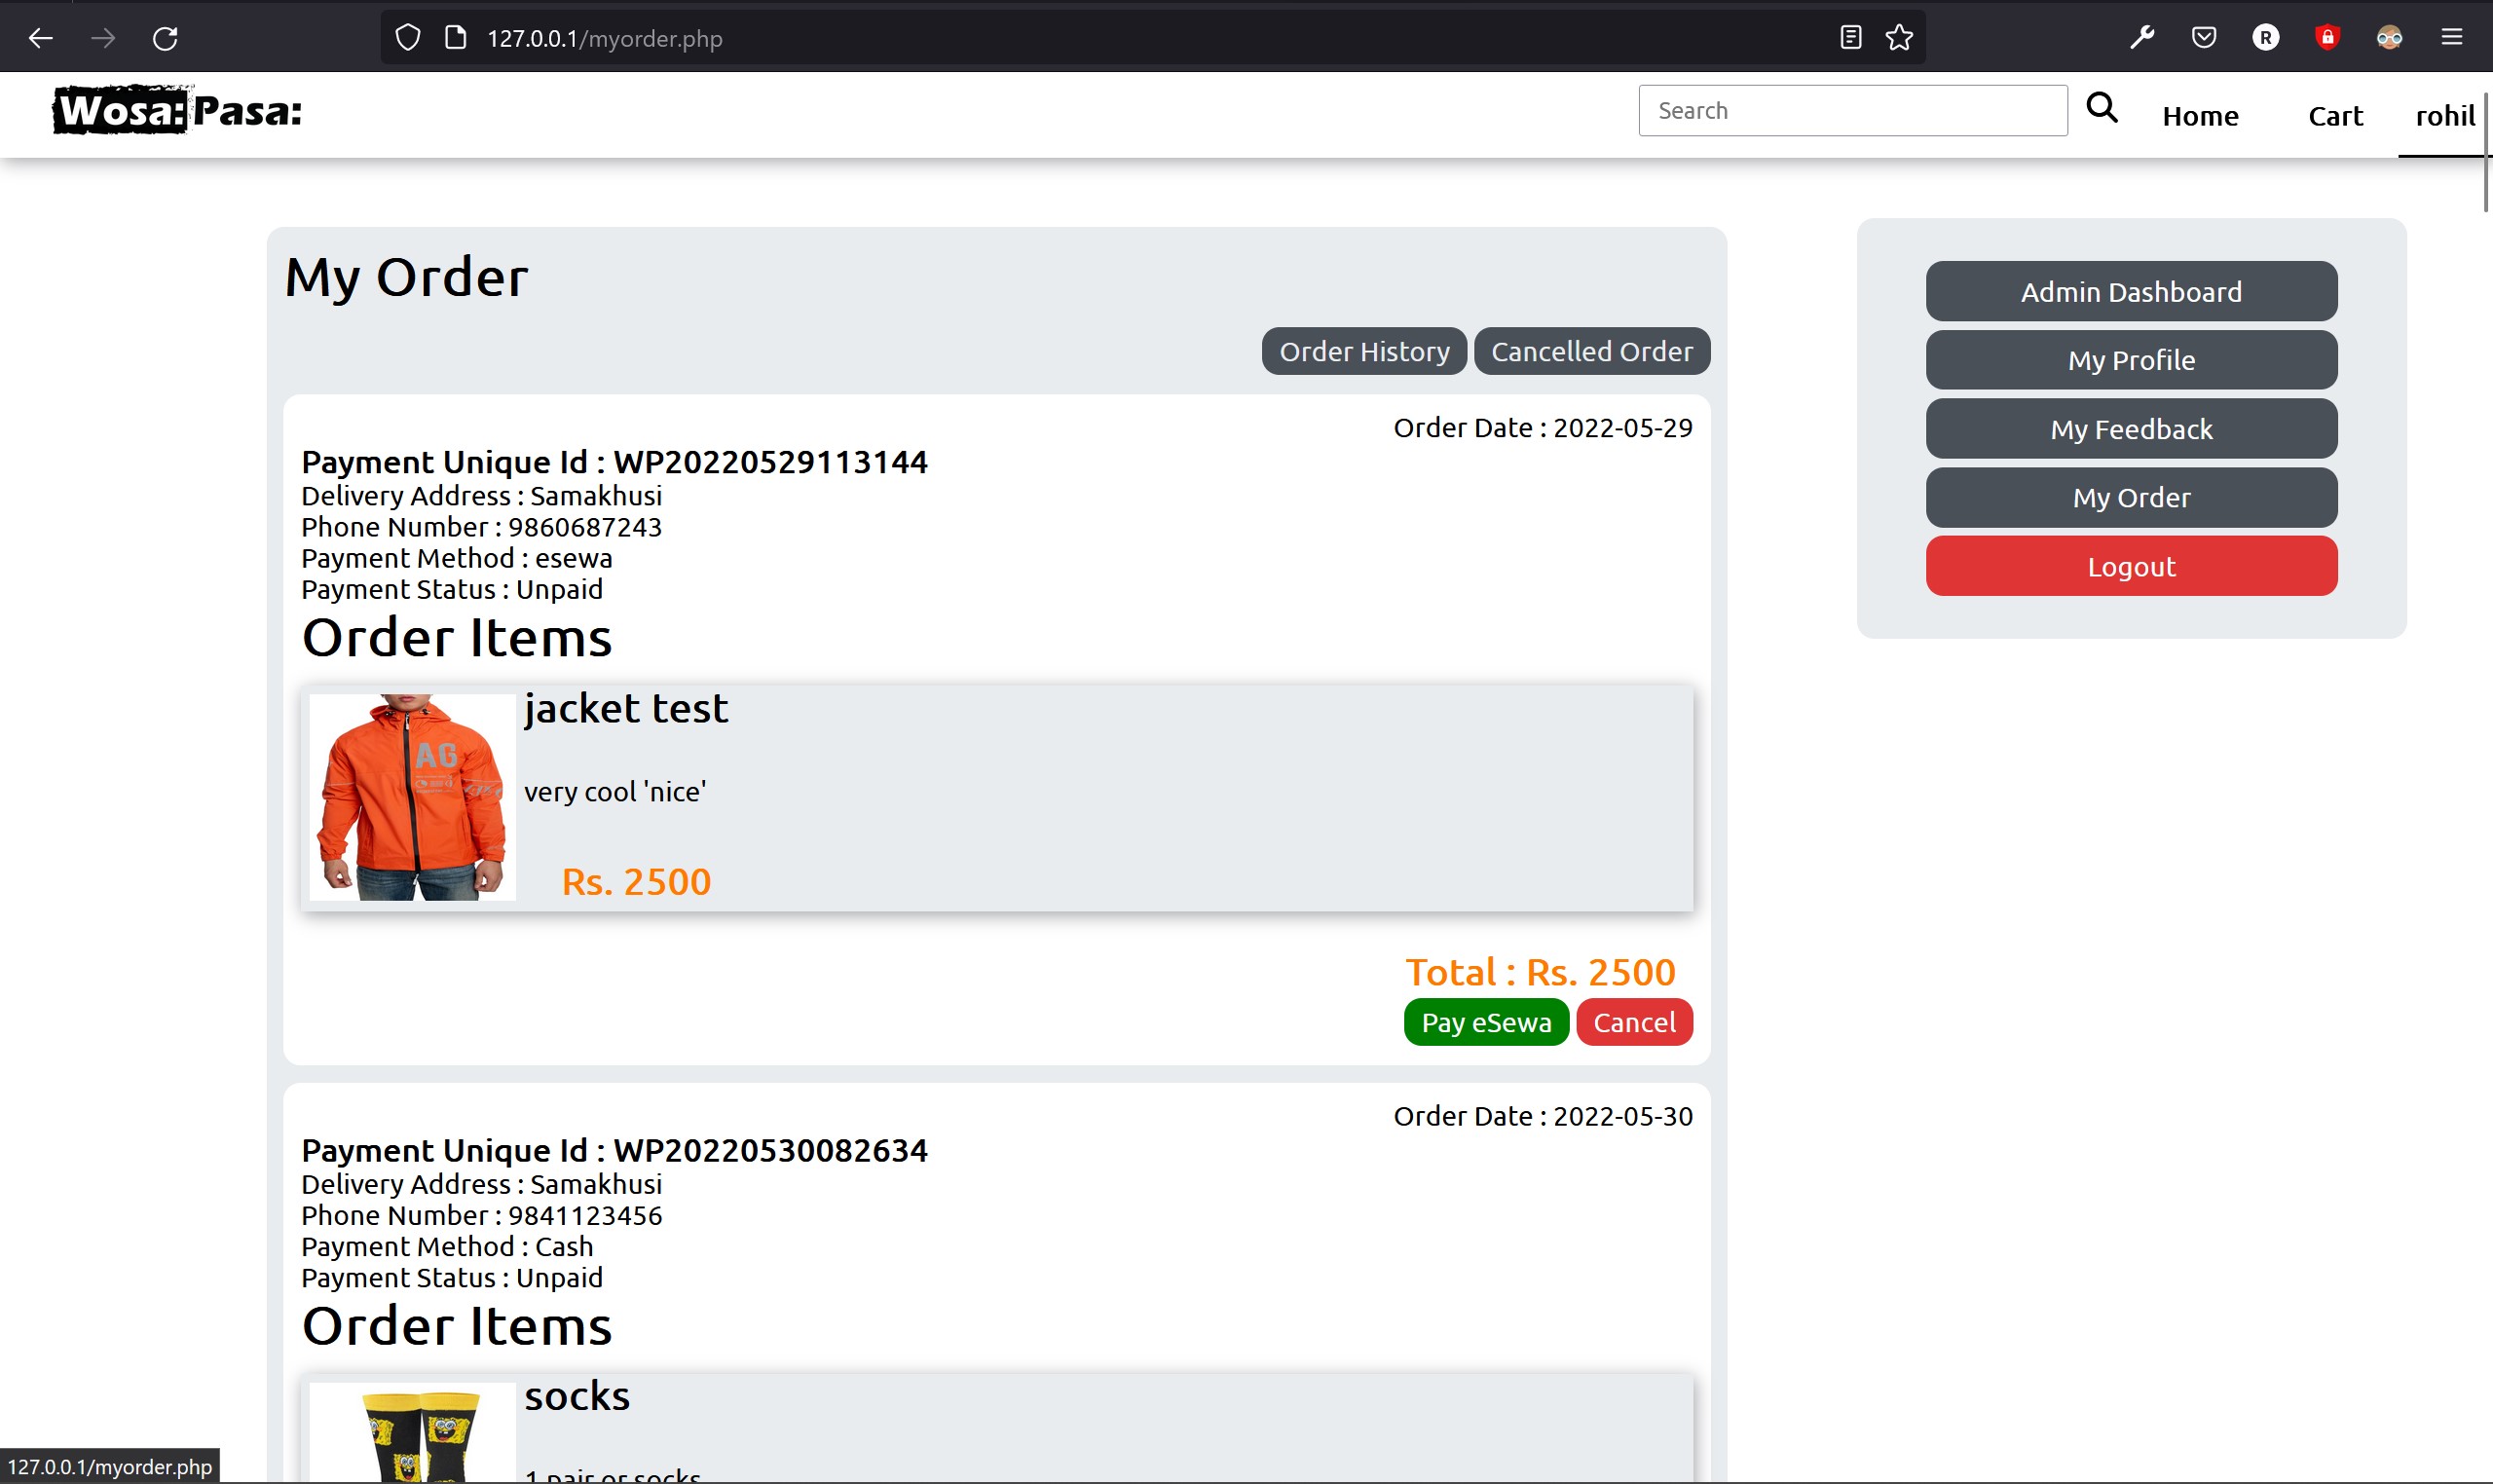 127.0.0.1/myorder.php
R
Wosa: Pasa:
Search
Home
Cart
rohil
My Order
Order History
Cancelled Order
Order Date : 2022-05-29
Payment Unique Id : WP20220529113144
Delivery Address : Samakhusi
Phone Number : 9860687243
Payment Method : esewa
Payment Status : Unpaid
Order Items
jacket test
AG
very cool 'nice'
Rs. 2500
Total : Rs. 2500
Pay eSewa
Cancel
Order Date : 2022-05-30
Payment Unique Id : WP20220530082634
Delivery Address : Samakhusi
Phone Number : 9841123456
Payment Method : Cash
Payment Status : Unpaid
Order Items
socks
1 pair or socks
Admin Dashboard
My Profile
My Feedback
My Order
Logout
127.0.0.1/myorder.php